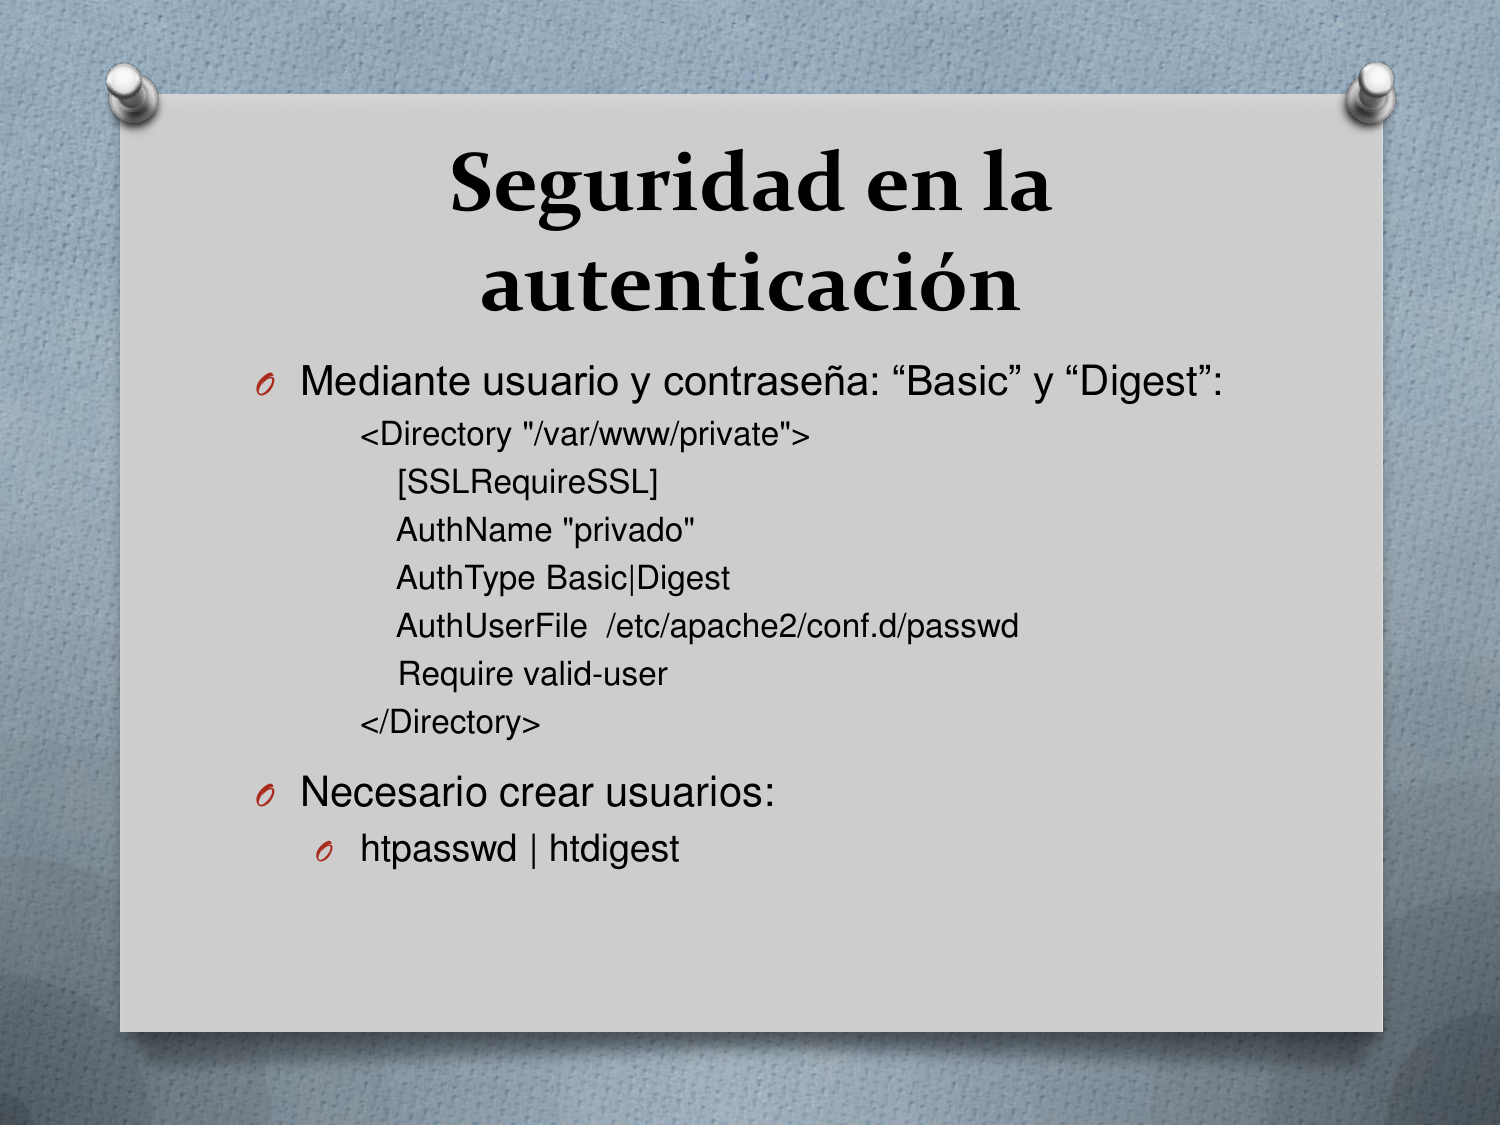 Seguridad en la
autenticación
Mediante usuario y contraseña: “Basic” y “Digest”:
<Directory "/var/www/private">
[SSLRequireSSL]
AuthName "privado"
AuthType Basic|Digest
AuthUserFile  /etc/apache2/conf.d/passwd
Require valid-user
</Directory>
Necesario crear usuarios:
htpasswd | htdigest